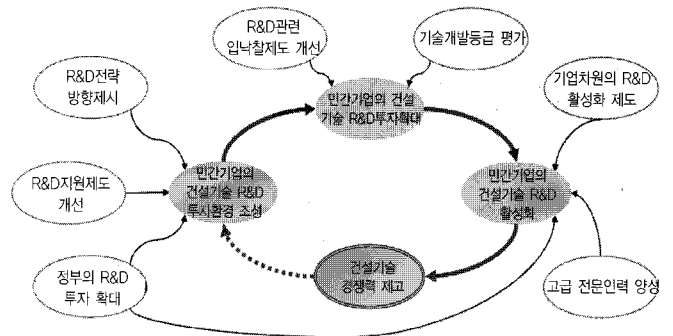 R&D관련
입낙찰제도 개선
기술개발등급 평가
R&D전략
방향제시
기업차원의 R&D
활성화 제도
민간기업의 건설
기술 R&D투자확대
민간기업의
건설기술 R&D
투자환경 조성
민간기업의
건설기술 R&D
활성화
R&D지원제도
개선
정부의 R&D
투자 확대
건설기술
경쟁력 제고
고급 전문인력 양성